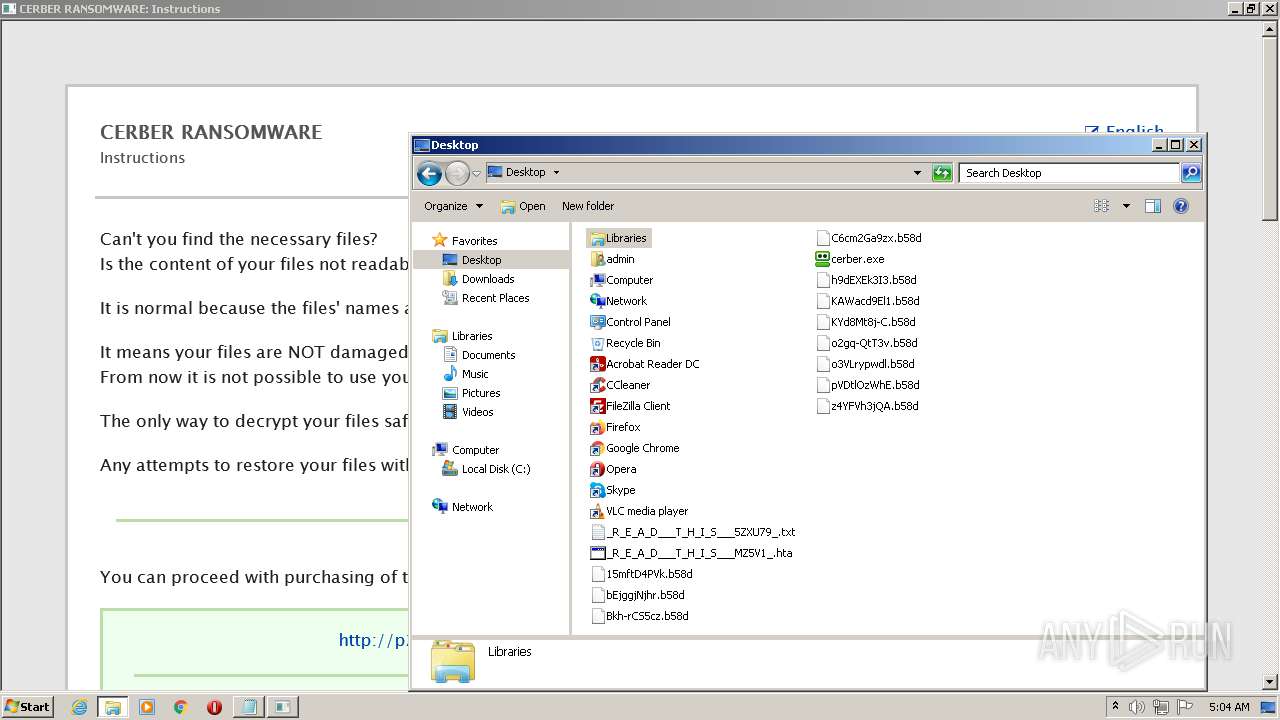 CERBER RANSOMWARE: Instructions
CERBER RANSOMWARE
Instructions
English
Can't you find the necessary files?
Is the content of your files not readab
It is normal because the files' names a
It means your files are NOT damaged
From now it is not possible to use you
The only way to decrypt your files saf
Any attempts to restore your files with
You can proceed with purchasing of t
http://p
Desktop
Desktop
Search Desktop
Organize
Open
New folder
Favorites
Desktop
Downloads
Recent Places
Libraries
Documents
Music
Pictures
Videos
Computer
Local Disk (C:)
Network
Libraries
admin
Computer
Network
Control Panel
Recycle Bin
Acrobat Reader DC
CCleaner
FileZilla Client
Firefox
Google Chrome
Opera
Skype
VLC media player
_R_E_A_D___T_H_I_S___5ZXU79_.txt
_R_E_A_D___T_H_I_S___MZ5V1_.hta
15mftD4PVk.b58d
bEjggjNjhr.b58d
Bkh-rCS5cz.b58d
C6cm2Ga9zx.b58d
cerber.exe
h9dEXEk3I3.b58d
KAWacd9El1.b58d
KYd8Mt8j-C.b58d
o2gq-QtT3v.b58d
o3VLrypwdl.b58d
pVDtlOzWhE.b58d
z4YFVh3jQA.b58d
Libraries
ANY RUN
Start
5:04 AM